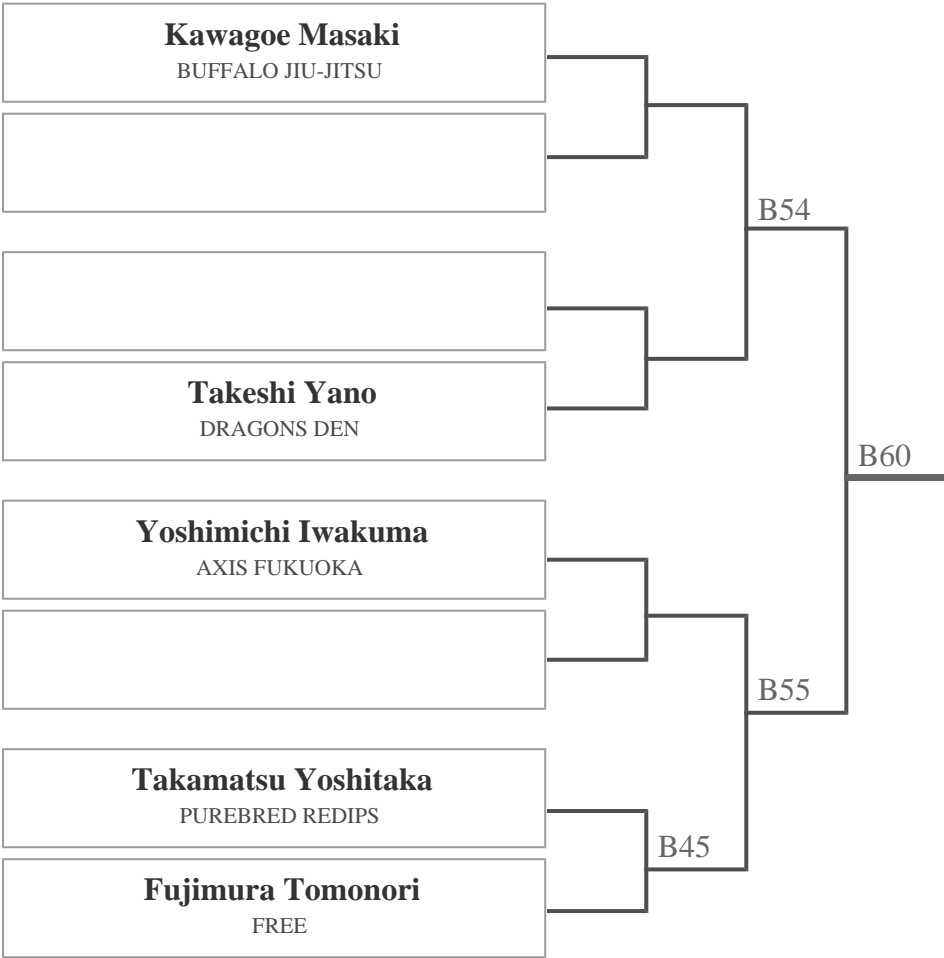 Kawagoe Masaki
BUFFALO JIU-JITSU
B54
Takeshi Yano
DRAGONS DEN
B60
Yoshimichi Iwakuma
AXIS FUKUOKA
B55
Takamatsu Yoshitaka
PUREBRED REDIPS
B45
Fujimura Tomonori
FREE